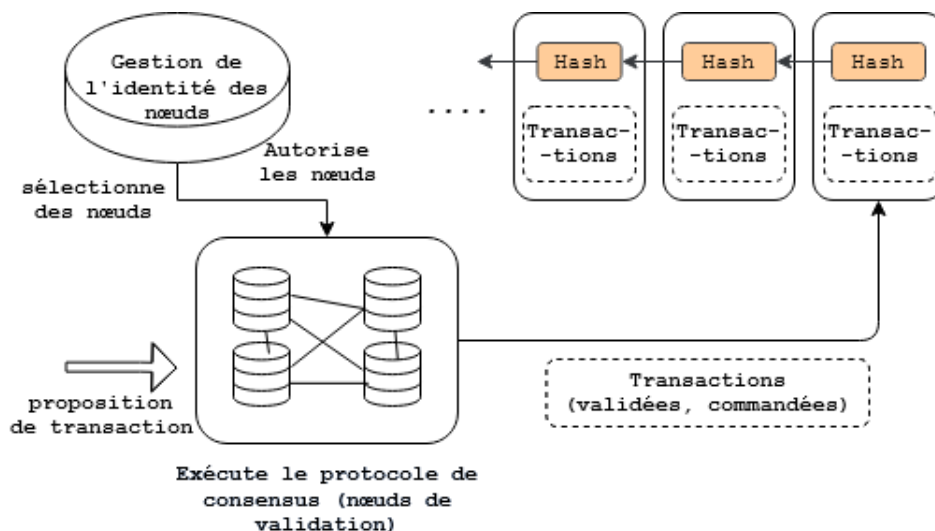 Gestion de
l'identité des
nœuds
Hash
Hash
Hash
....
Transac-
-tions
Transac-
-tions
Transac-
-tions
Autorise
les nœuds
sélectionne
des nœuds
proposition
de transaction
Transactions
(validées, commandées)
Exécute le protocole de
consensus (nœuds de
validation)